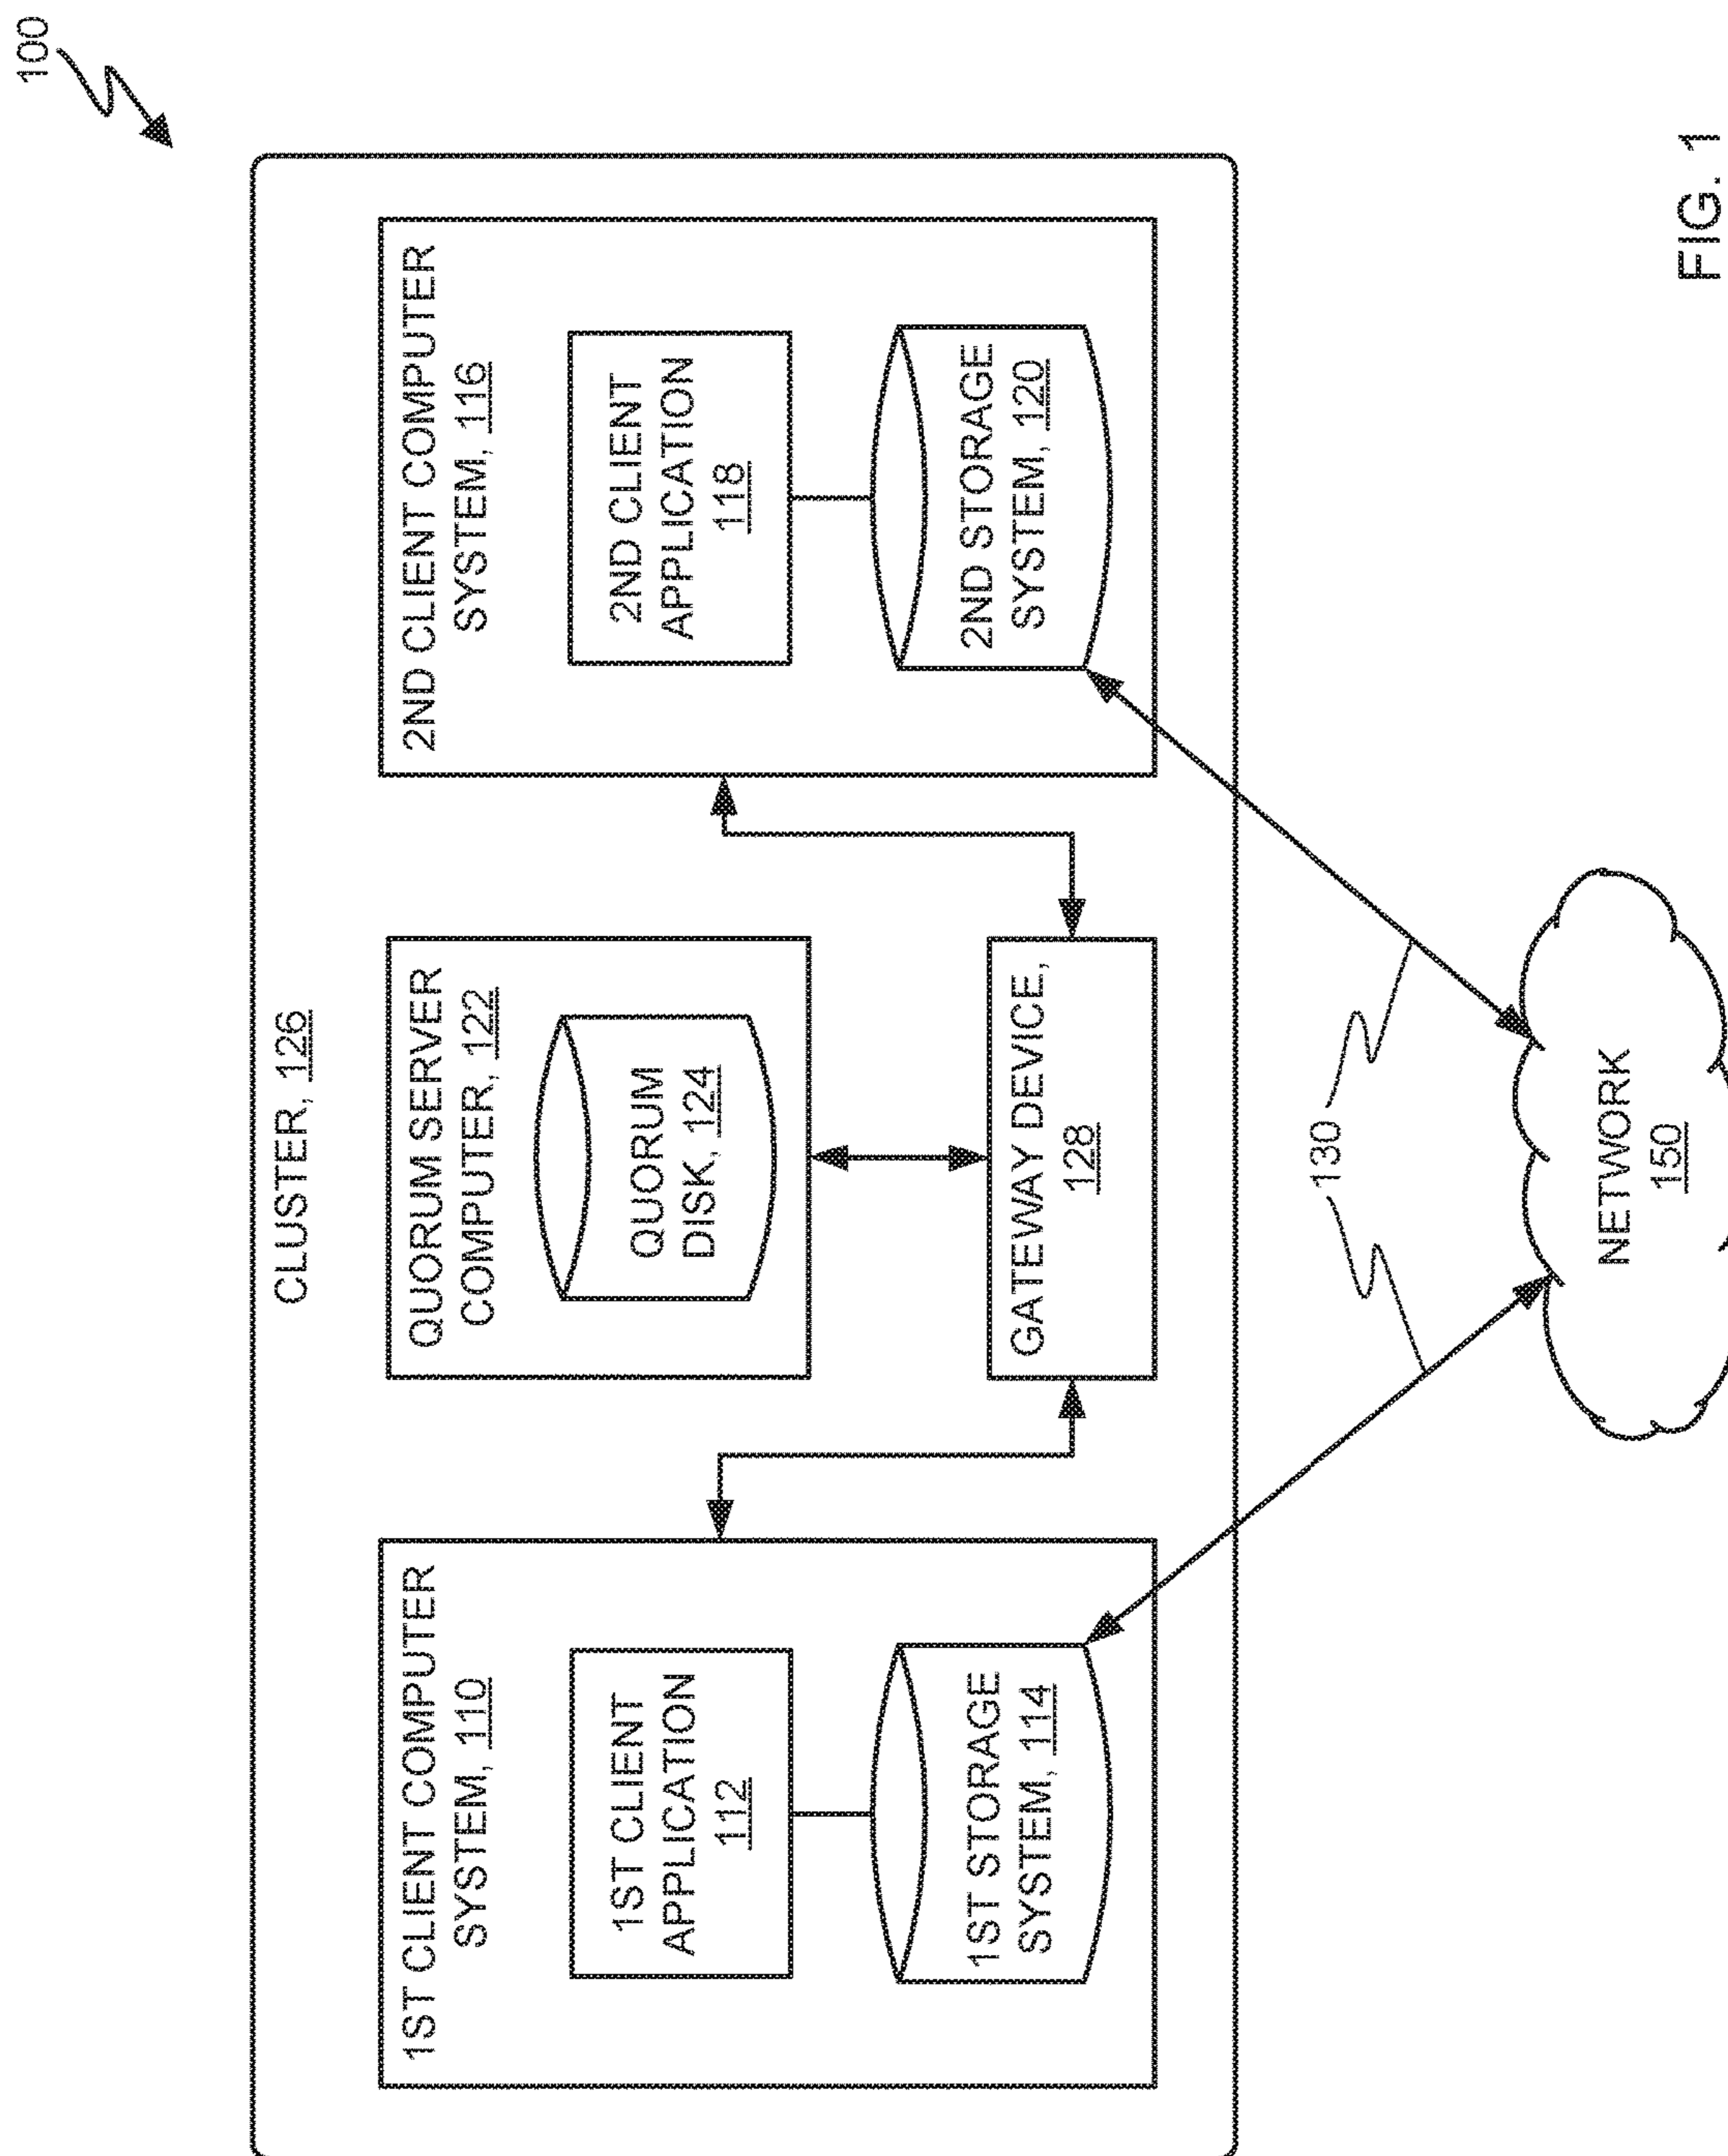 100
CLUSTER, 126
1ST CLIENT COMPUTER
SYSTEM, 110
1ST CLIENT
APPLICATION
112
1ST STORAGE
SYSTEM, 114
QUORUM SERVER
COMPUTER, 122
QUORUM
DISK, 124
GATEWAY DEVICE,
128
2ND CLIENT COMPUTER
SYSTEM, 116
2ND CLIENT
APPLICATION
118
2ND STORAGE
SYSTEM, 120
130
NETWORK
150
FIG. 1